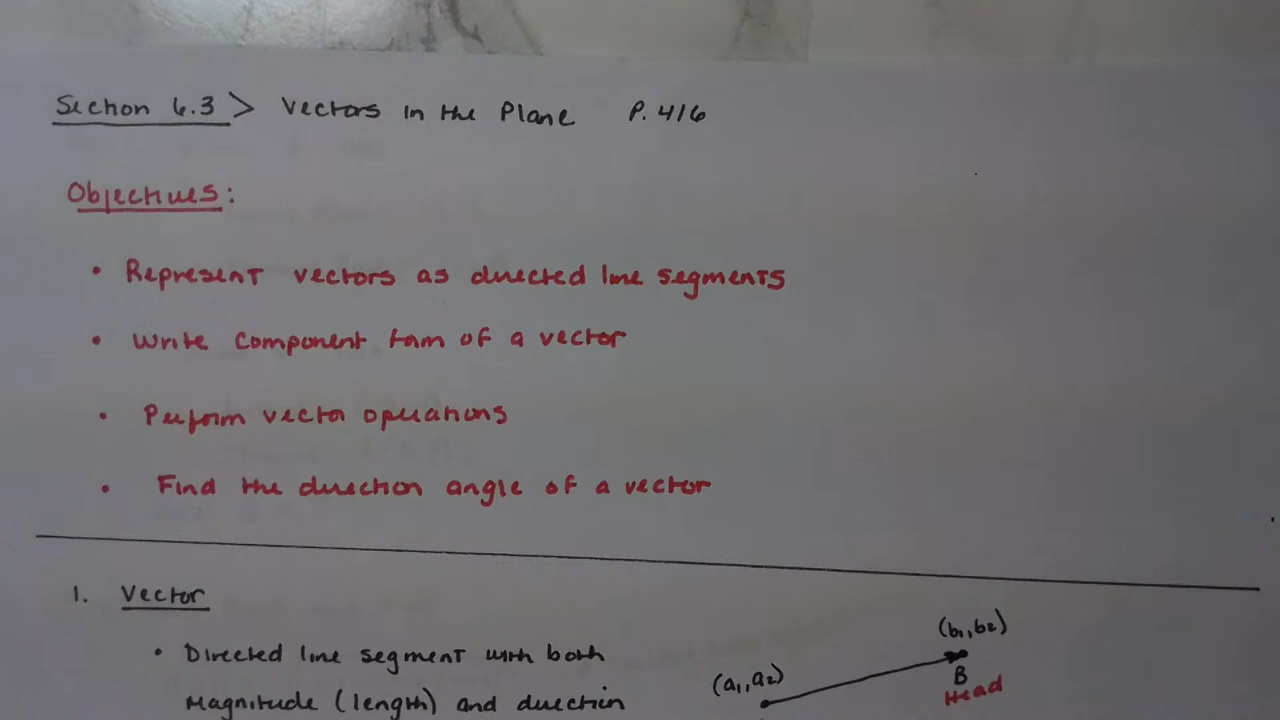 Section 6.3 > Vectors in the Plane P. 416
Objectives:
• Represent vectors as directed line segments
• Write component form of a vector
• Perform vector operations
• Find the direction angle of a vector
1. Vector
• Directed line segment with both
Magnitude (length) and direction
(a₁,a₂)
(b₁,b₂)
B
Head